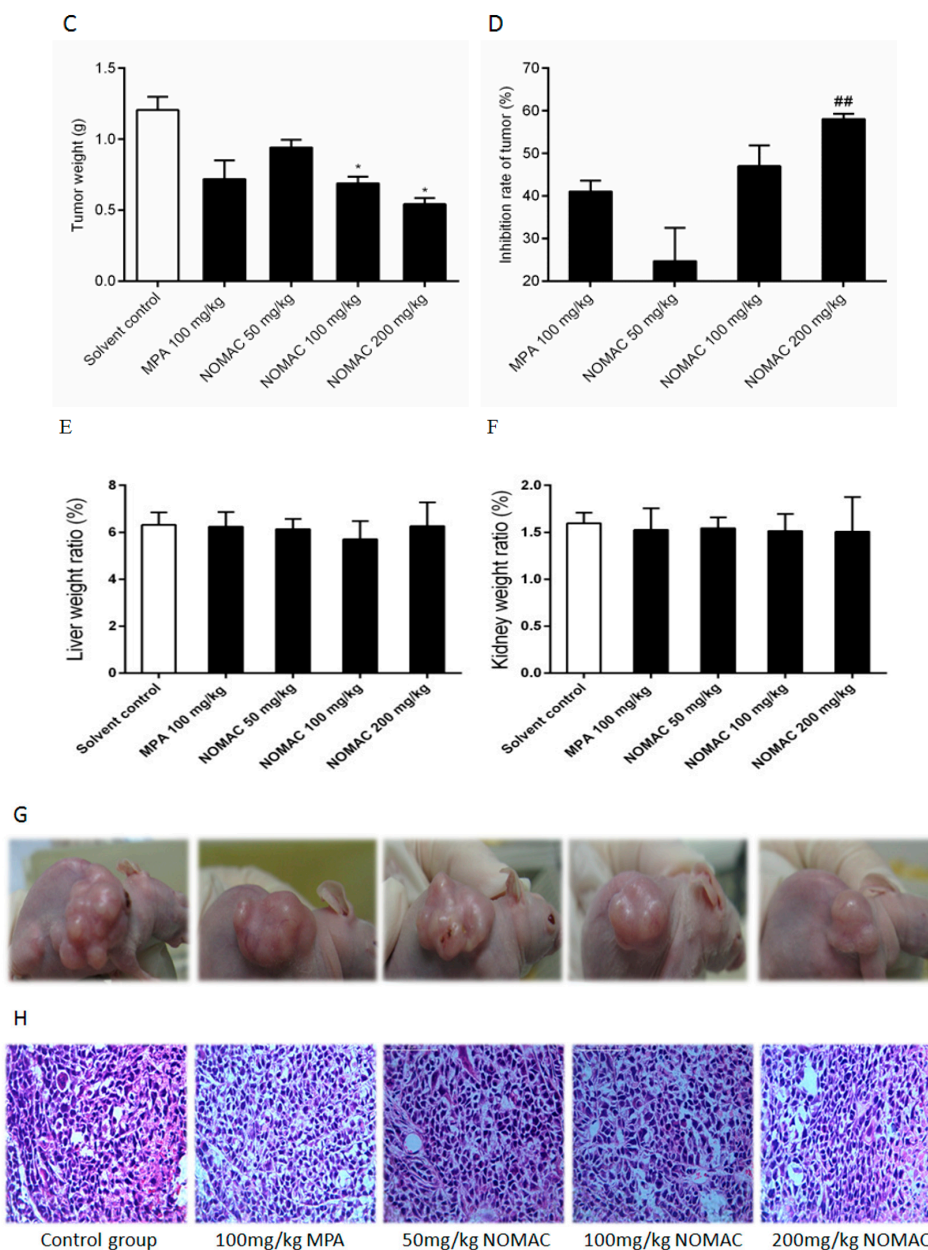 C
D
1.5
1.0
0.5
0.0
Tumor weight (g)
*
*
Solvent control
MPA 100 mg/kg
NOMAC 50 mg/kg
NOMAC 100 mg/kg
NOMAC 200 mg/kg
70
60
50
40
30
20
Inhibition rate of tumor (%)
##
MPA 100 mg/kg
NOMAC 50 mg/kg
NOMAC 100 mg/kg
NOMAC 200 mg/kg
E
F
8
6
4
2
0
Liver weight ratio (%)
Solvent control
MPA 100 mg/kg
NOMAC 50 mg/kg
NOMAC 100 mg/kg
NOMAC 200 mg/kg
2.0
1.5
1.0
0.5
0.0
Kidney weight ratio (%)
Solvent control
MPA 100 mg/kg
NOMAC 50 mg/kg
NOMAC 100 mg/kg
NOMAC 200 mg/kg
G
H
Control group
100mg/kg MPA
50mg/kg NOMAC
100mg/kg NOMAC
200mg/kg NOMAC